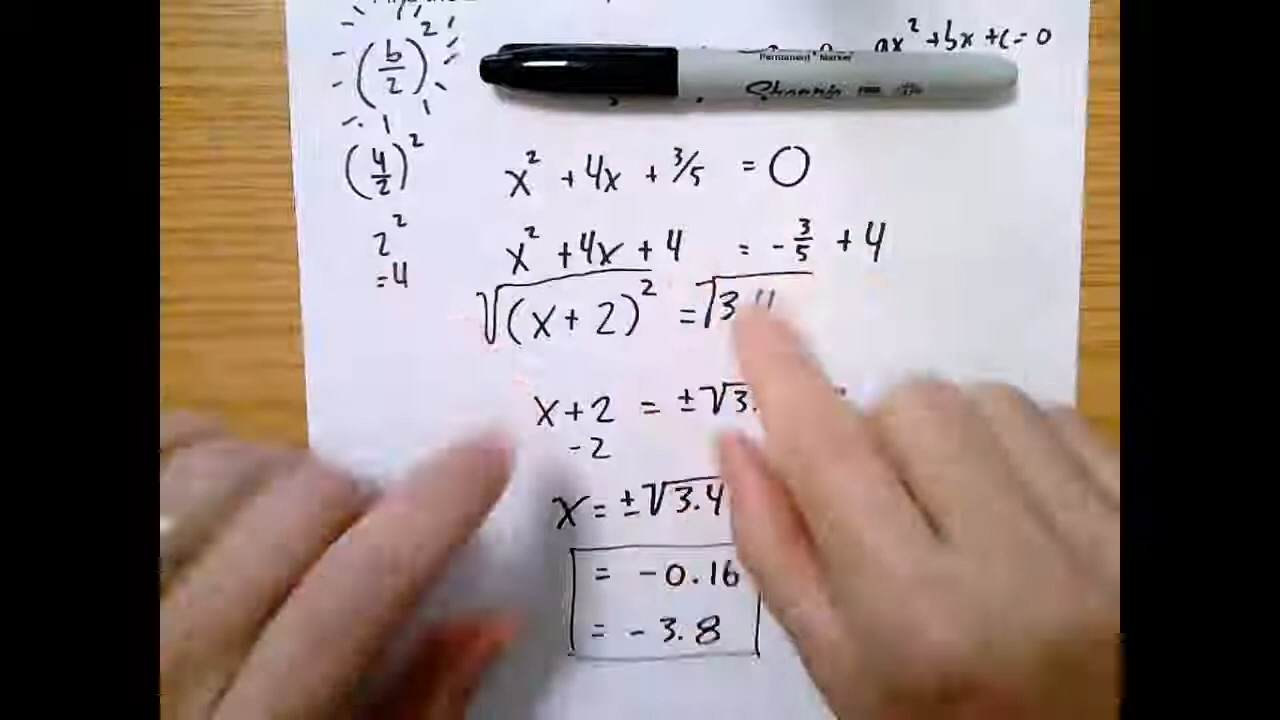 ax² + bx + c = 0
(b/2)²
Permanent Marker
Sharpie
(4/2)²
x² + 4x + 3/5 = 0
2²
x² + 4x + 4 = - 3/5 + 4
= 4
√(x + 2)² = √3.4
x + 2 = ± √3.
- 2
x = ± √3.4
= - 0.16
= - 3.8